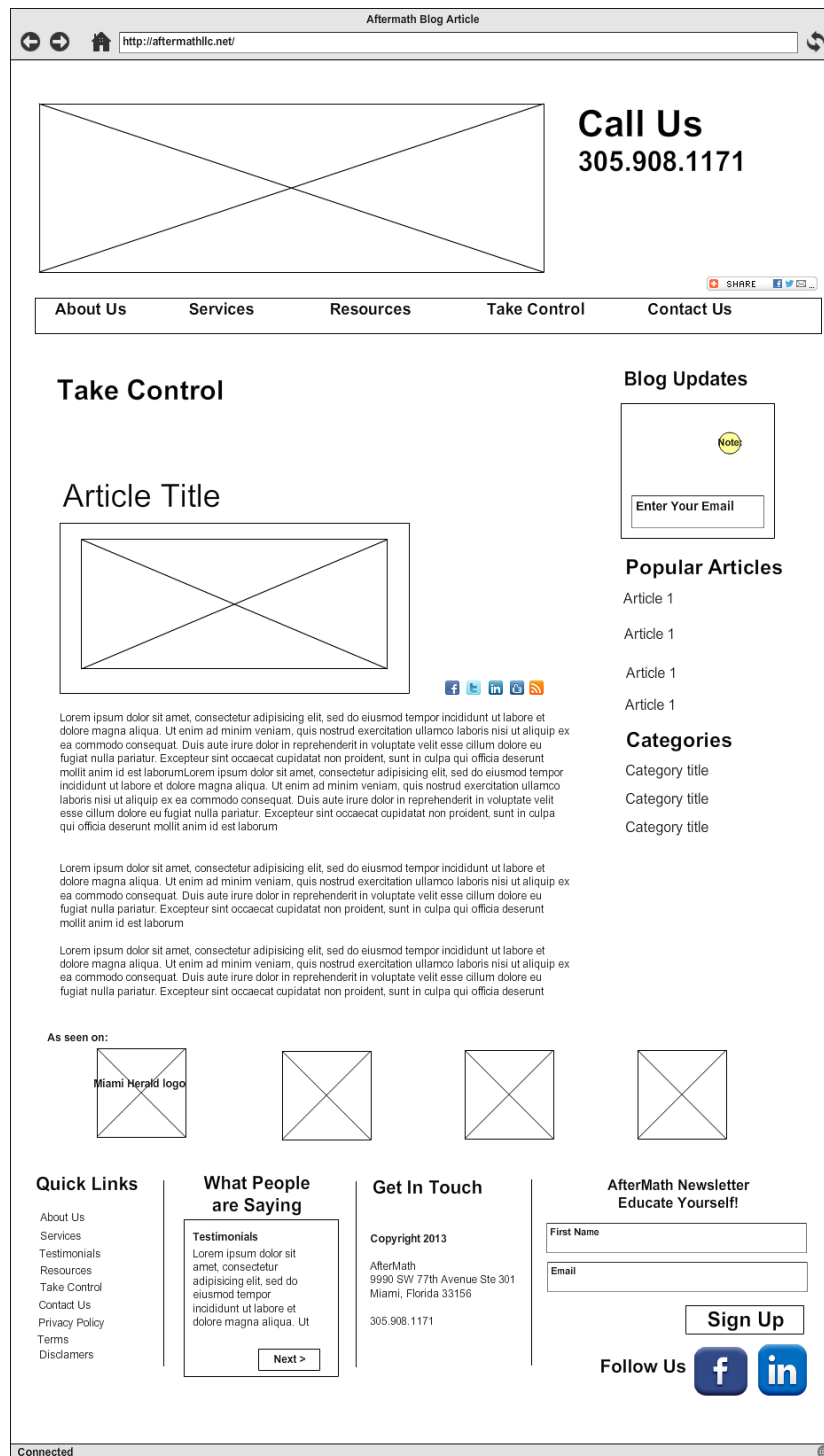 Aftermath Blog Article
http://aftermathllc.net/
Call Us
305.908.1171
SHARE
About Us
Services
Resources
Take Control
Contact Us
Take Control
Article Title
Lorem ipsum dolor sit amet, consectetur adipisicing elit, sed do eiusmod tempor incididunt ut labore et
dolore magna aliqua. Ut enim ad minim veniam, quis nostrud exercitation ullamco laboris nisi ut aliquip ex
ea commodo consequat. Duis aute irure dolor in reprehenderit in voluptate velit esse cillum dolore eu
fugiat nulla pariatur. Excepteur sint occaecat cupidatat non proident, sunt in culpa qui officia deserunt
mollit anim id est laborumLorem ipsum dolor sit amet, consectetur adipisicing elit, sed do eiusmod tempor
incididunt ut labore et dolore magna aliqua. Ut enim ad minim veniam, quis nostrud exercitation ullamco
laboris nisi ut aliquip ex ea commodo consequat. Duis aute irure dolor in reprehenderit in voluptate velit
esse cillum dolore eu fugiat nulla pariatur. Excepteur sint occaecat cupidatat non proident, sunt in culpa
qui officia deserunt mollit anim id est laborum
Lorem ipsum dolor sit amet, consectetur adipisicing elit, sed do eiusmod tempor incididunt ut labore et
dolore magna aliqua. Ut enim ad minim veniam, quis nostrud exercitation ullamco laboris nisi ut aliquip ex
ea commodo consequat. Duis aute irure dolor in reprehenderit in voluptate velit esse cillum dolore eu
fugiat nulla pariatur. Excepteur sint occaecat cupidatat non proident, sunt in culpa qui officia deserunt
mollit anim id est laborum
Lorem ipsum dolor sit amet, consectetur adipisicing elit, sed do eiusmod tempor incididunt ut labore et
dolore magna aliqua. Ut enim ad minim veniam, quis nostrud exercitation ullamco laboris nisi ut aliquip ex
ea commodo consequat. Duis aute irure dolor in reprehenderit in voluptate velit esse cillum dolore eu
fugiat nulla pariatur. Excepteur sint occaecat cupidatat non proident, sunt in culpa qui officia deserunt
Blog Updates
Note:
Enter Your Email
Popular Articles
Article 1
Article 1
Article 1
Article 1
Categories
Category title
Category title
Category title
As seen on:
Miami Herald logo
Quick Links
About Us
Services
Testimonials
Resources
Take Control
Contact Us
Privacy Policy
Terms
Disclamers
What People
are Saying
Testimonials
Lorem ipsum dolor sit
amet, consectetur
adipisicing elit, sed do
eiusmod tempor
incididunt ut labore et
dolore magna aliqua. Ut
Next >
Get In Touch
Copyright 2013
AfterMath
9990 SW 77th Avenue Ste 301
Miami, Florida 33156
305.908.1171
AfterMath Newsletter
Educate Yourself!
First Name
Email
Sign Up
Follow Us
Connected